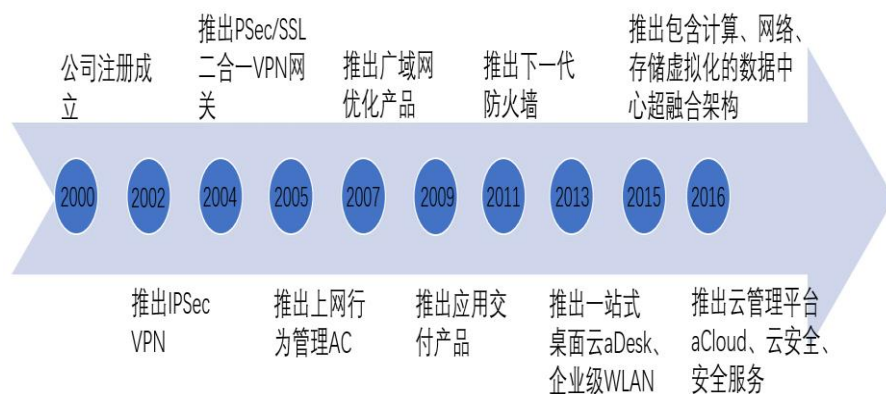 公司注册成
立
推出PSec/SSL
二合一VPN网
关
推出广域网
优化产品
推出下一代
防火墙
推出包含计算、网络、
存储虚拟化的数据中
心超融合架构
2000
2002
2004
2005
2007
2009
2011
2013
2015
2016
推出IPSec
VPN
推出上网行
为管理AC
推出应用交
付产品
推出一站式
桌面云aDesk、
企业级WLAN
推出云管理平台
aCloud、云安全、
安全服务